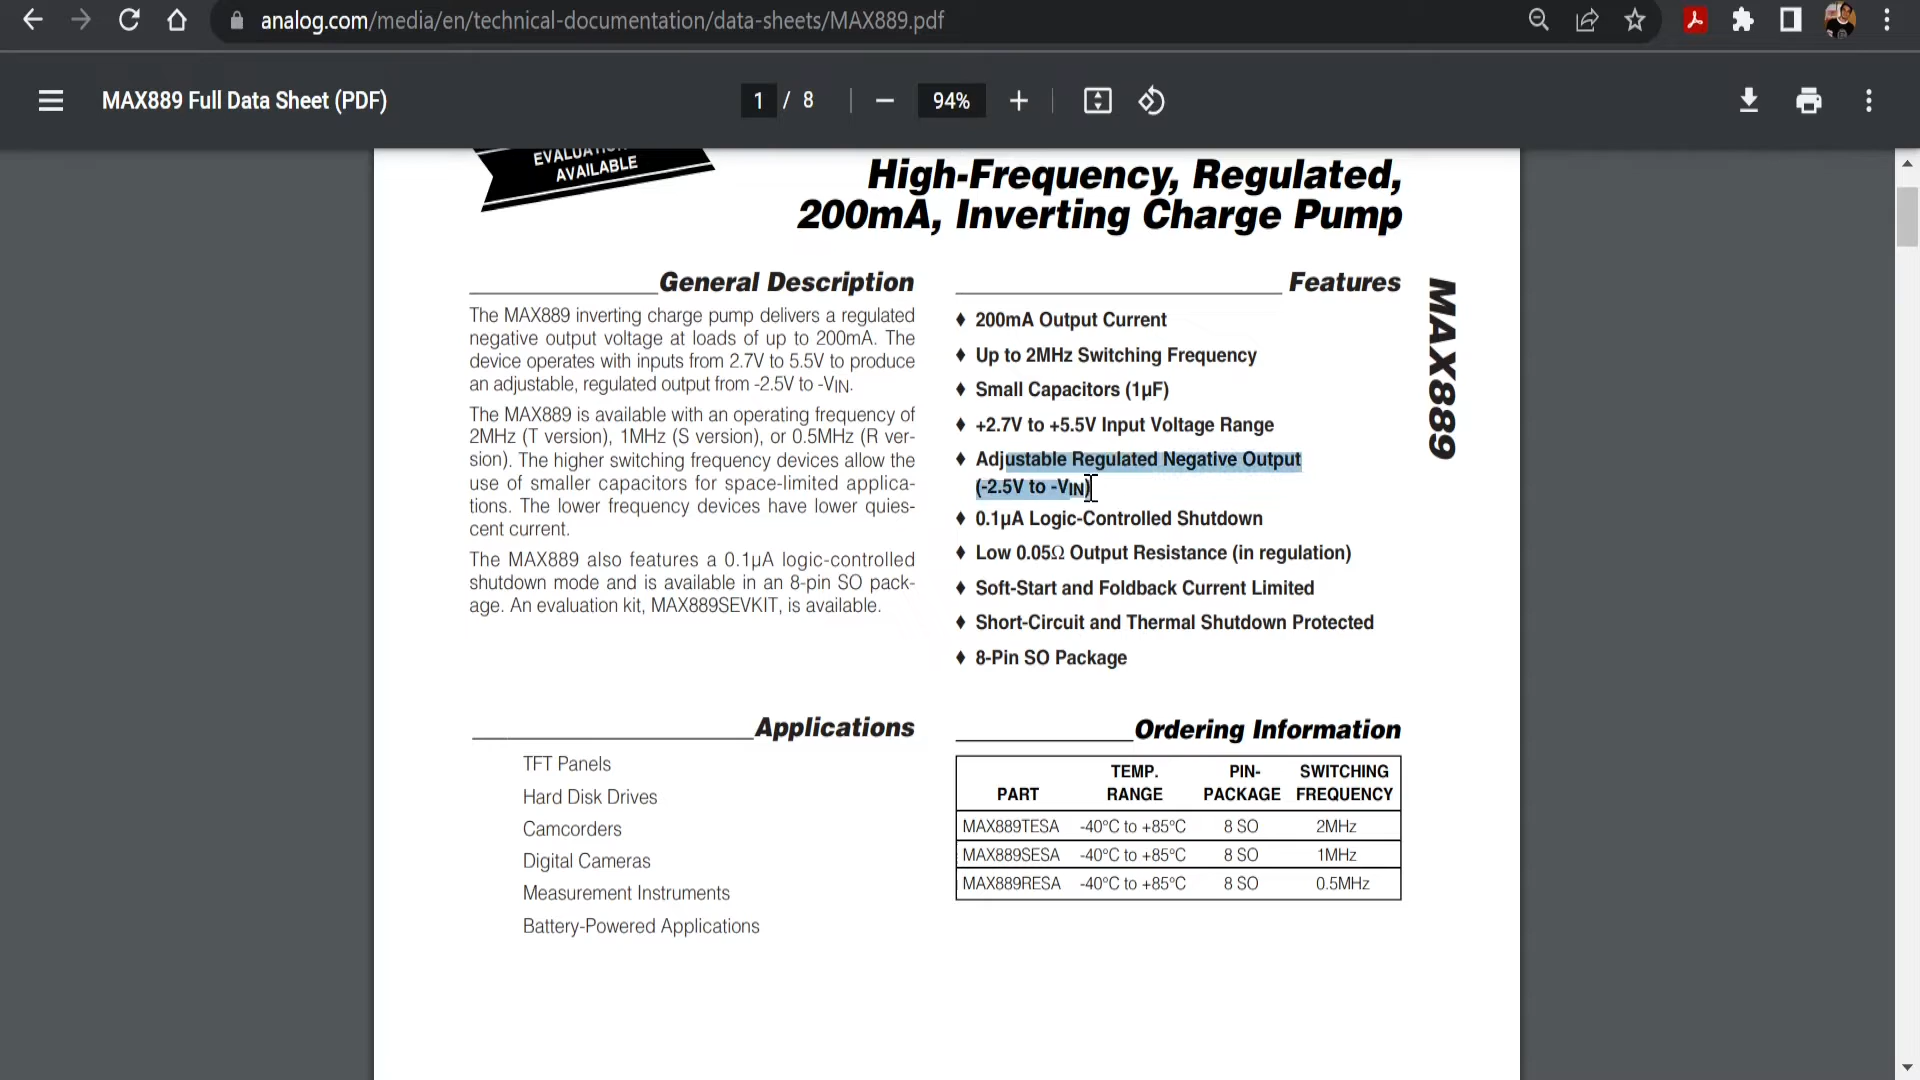 analog.com/media/en/technical-documentation/data-sheets/MAX889.pdf
MAX889 Full Data Sheet (PDF)
1 / 8
94%
AVAILABLE
High-Frequency, Regulated,
200mA, Inverting Charge Pump
General Description
The MAX889 inverting charge pump delivers a regulated
negative output voltage at loads of up to 200mA. The
device operates with inputs from 2.7V to 5.5V to produce
an adjustable, regulated output from -2.5V to -VIN.
The MAX889 is available with an operating frequency of
2MHz (T version), 1MHz (S version), or 0.5MHz (R ver-
sion). The higher switching frequency devices allow the
use of smaller capacitors for space-limited applica-
tions. The lower frequency devices have lower quies-
cent current.
The MAX889 also features a 0.1µA logic-controlled
shutdown mode and is available in an 8-pin SO pack-
age. An evaluation kit, MAX889SEVKIT, is available.
Applications
TFT Panels
Hard Disk Drives
Camcorders
Digital Cameras
Measurement Instruments
Battery-Powered Applications
Features
♦ 200mA Output Current
♦ Up to 2MHz Switching Frequency
♦ Small Capacitors (1µF)
♦ +2.7V to +5.5V Input Voltage Range
♦ Adjustable Regulated Negative Output
(-2.5V to -VIN)
♦ 0.1µA Logic-Controlled Shutdown
♦ Low 0.05Ω Output Resistance (in regulation)
♦ Soft-Start and Foldback Current Limited
♦ Short-Circuit and Thermal Shutdown Protected
♦ 8-Pin SO Package
Ordering Information
PART TEMP. RANGE PIN-PACKAGE SWITCHING FREQUENCY
MAX889TESA -40°C to +85°C 8 SO 2MHz
MAX889SESA -40°C to +85°C 8 SO 1MHz
MAX889RESA -40°C to +85°C 8 SO 0.5MHz
MAX889